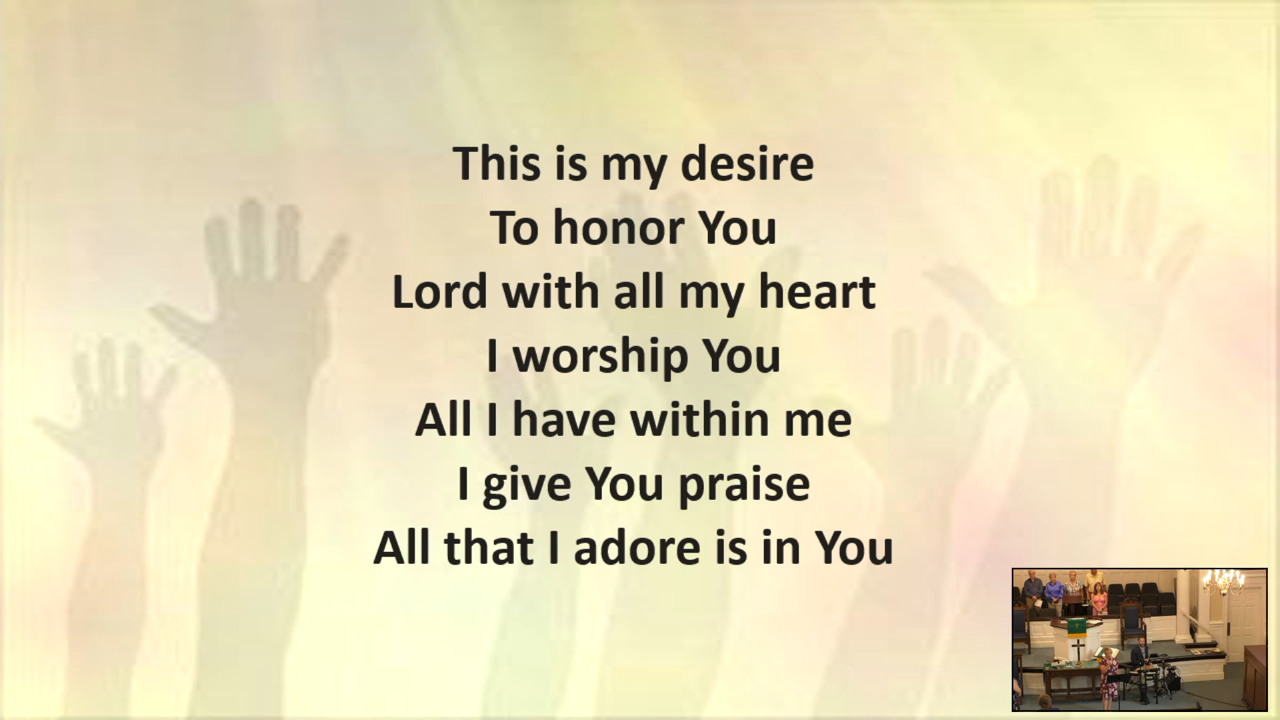 This is my desire
To honor You
Lord with all my heart
I worship You
All I have within me
I give You praise
All that I adore is in You